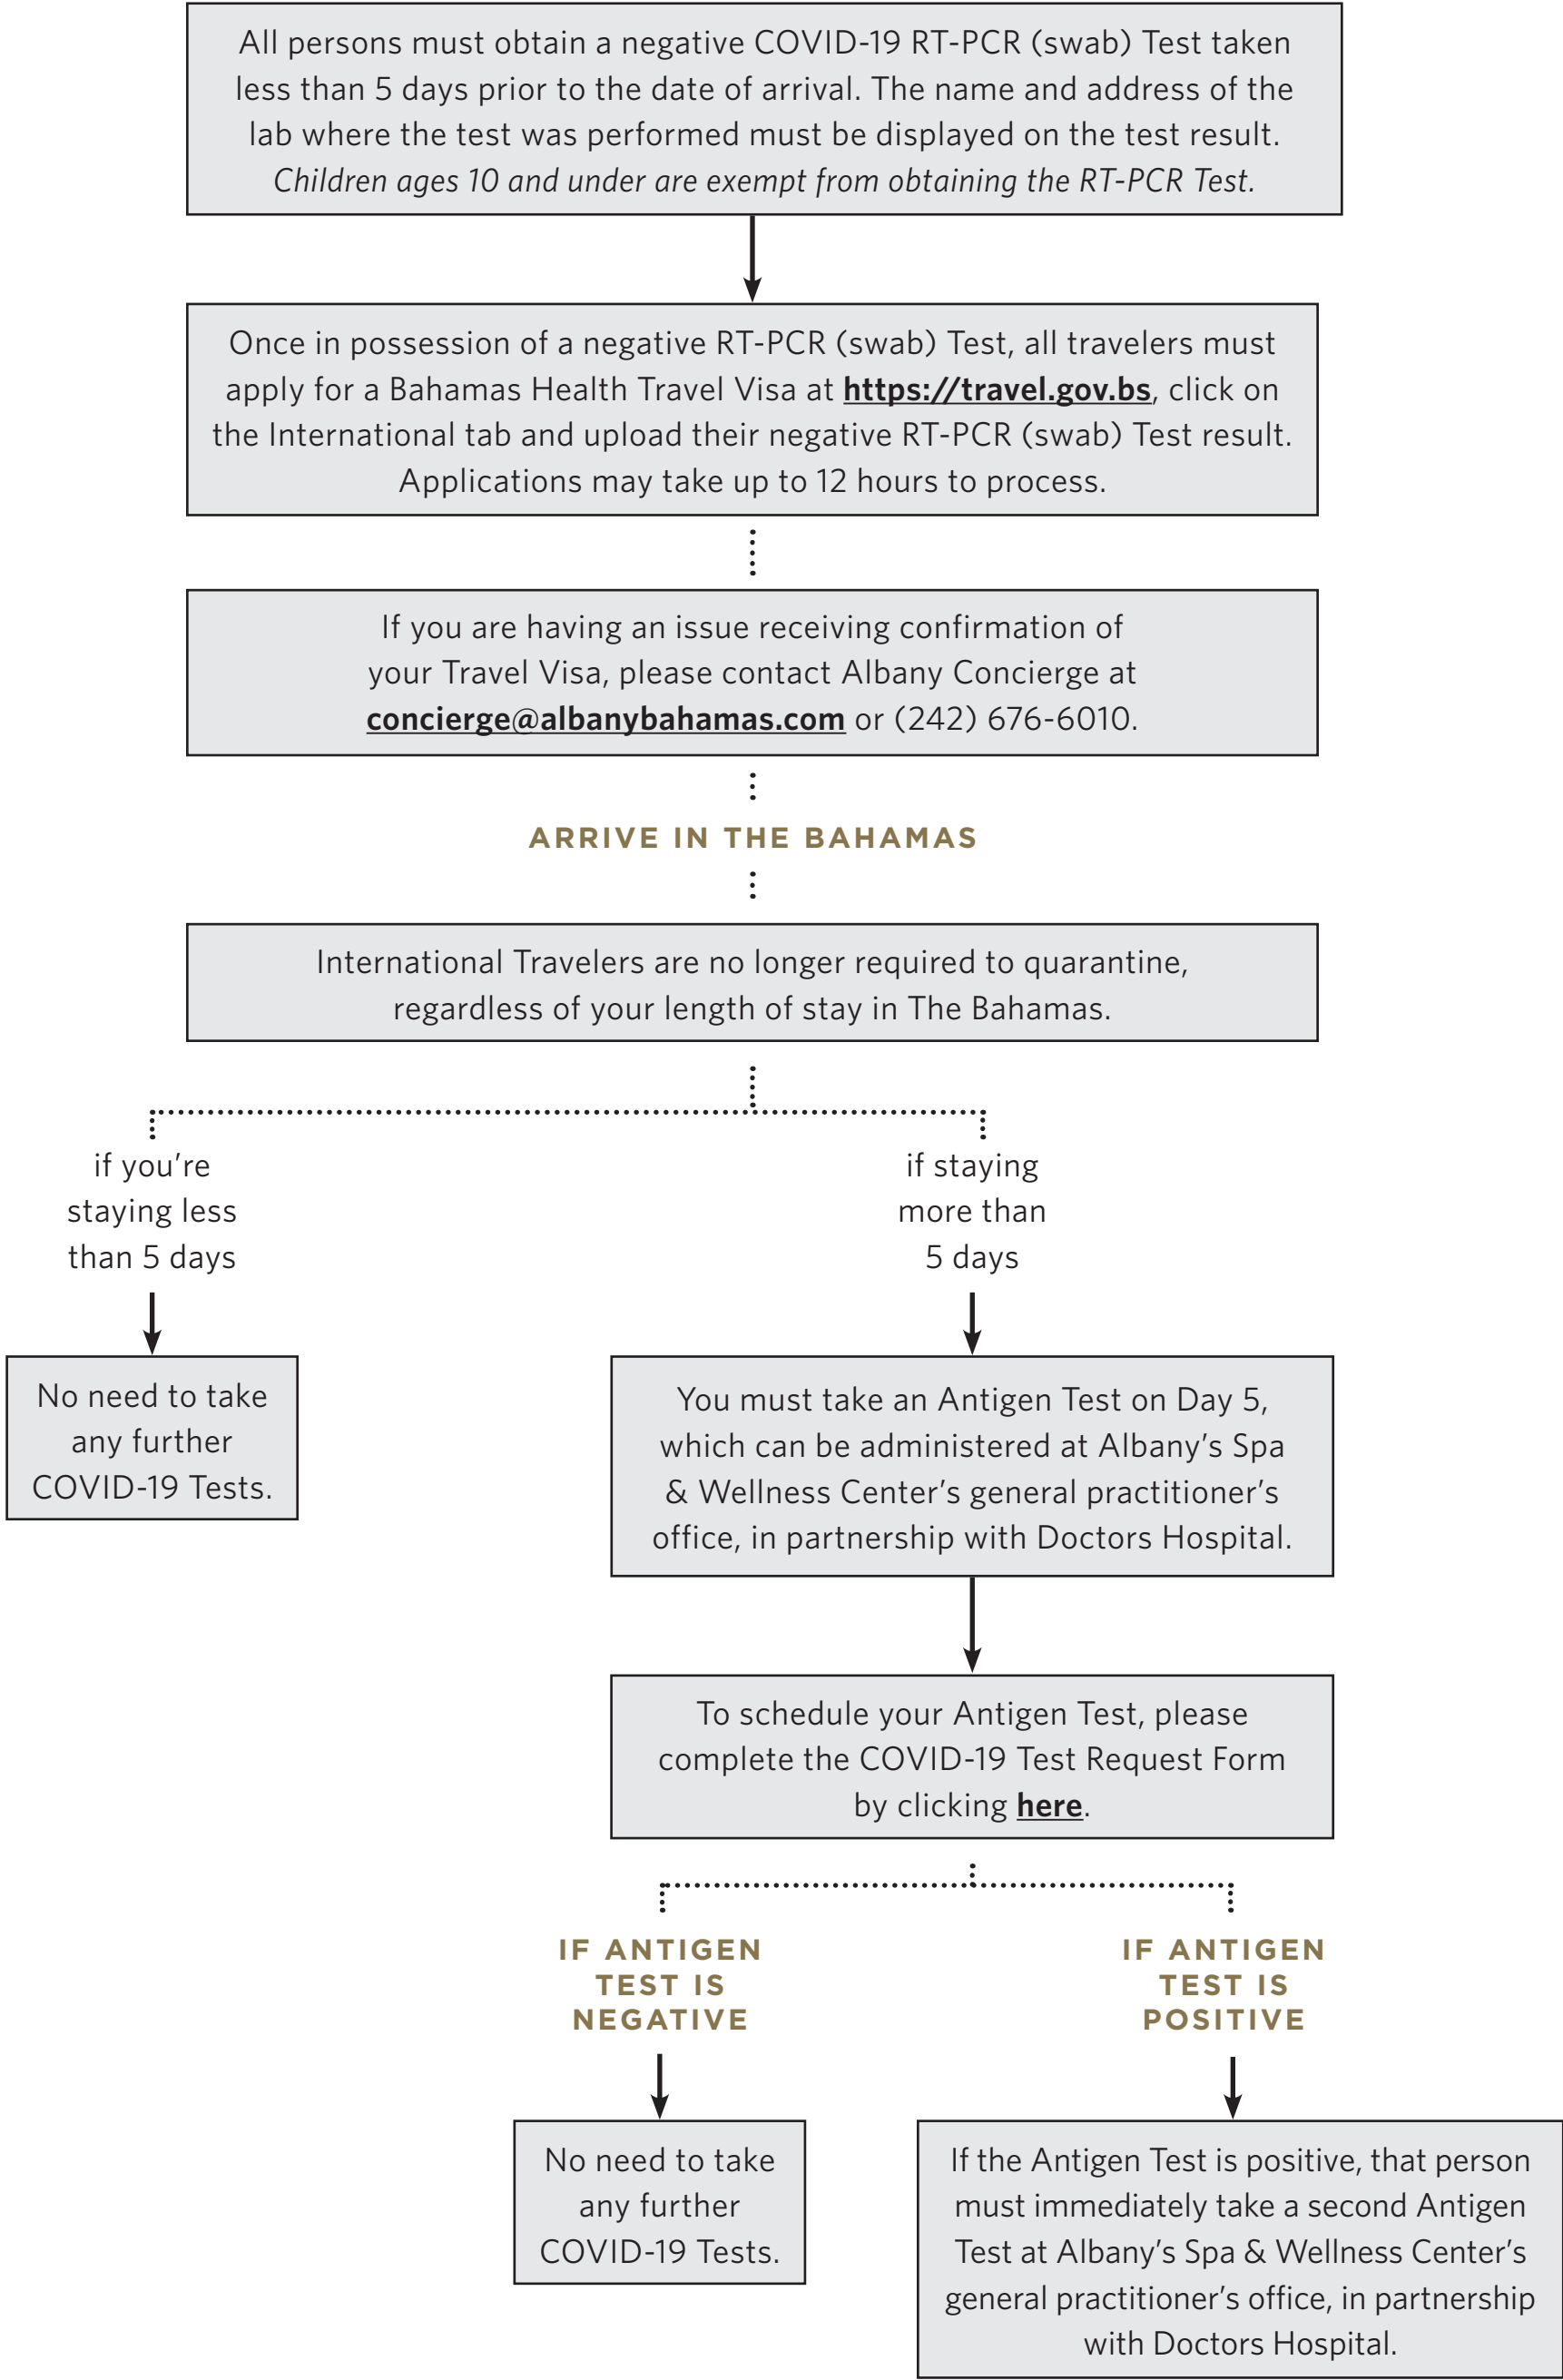 All persons must obtain a negative COVID-19 RT-PCR (swab) Test taken
less than 5 days prior to the date of arrival. The name and address of the
lab where the test was performed must be displayed on the test result.
Children ages 10 and under are exempt from obtaining the RT-PCR Test.
Once in possession of a negative RT-PCR (swab) Test, all travelers must
apply for a Bahamas Health Travel Visa at https://travel.gov.bs, click on
the International tab and upload their negative RT-PCR (swab) Test result.
Applications may take up to 12 hours to process.
If you are having an issue receiving confirmation of
your Travel Visa, please contact Albany Concierge at
concierge@albanybahamas.com or (242) 676-6010.
ARRIVE IN THE BAHAMAS
International Travelers are no longer required to quarantine,
regardless of your length of stay in The Bahamas.
if you're
staying less
than 5 days
No need to take
any further
COVID-19 Tests.
if staying
more than
5 days
You must take an Antigen Test on Day 5,
which can be administered at Albany’s Spa
& Wellness Center’s general practitioner’s
office, in partnership with Doctors Hospital.
To schedule your Antigen Test, please
complete the COVID-19 Test Request Form
by clicking here.
IF ANTIGEN
TEST IS
NEGATIVE
No need to take
any further
COVID-19 Tests.
IF ANTIGEN
TEST IS
POSITIVE
If the Antigen Test is positive, that person
must immediately take a second Antigen
Test at Albany’s Spa & Wellness Center’s
general practitioner’s office, in partnership
with Doctors Hospital.